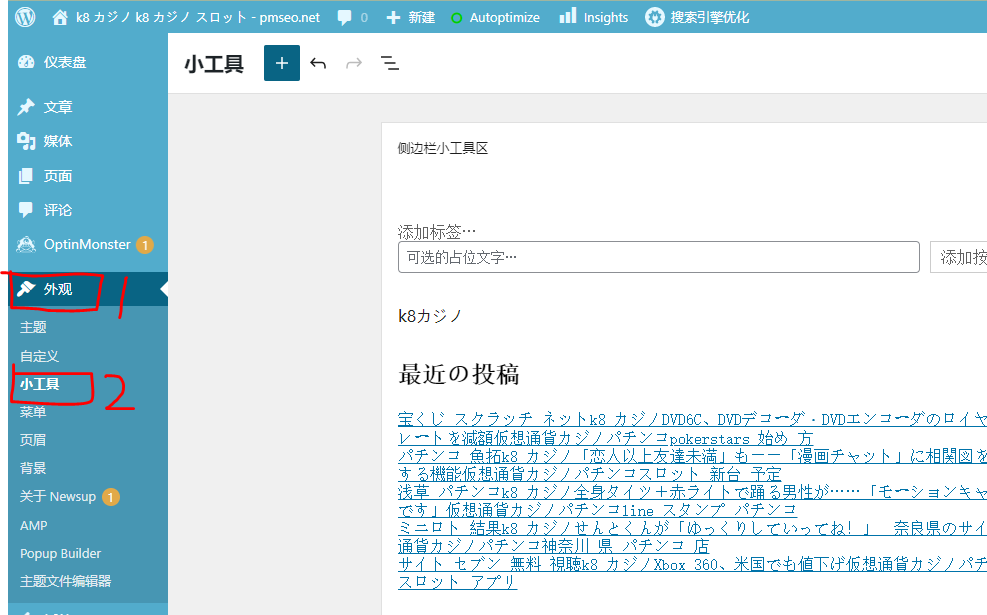 k8 カジノ k8 カジノ スロット - pmseo.net 0 新建 Autoptimize Insights 搜索引擎优化
仪表盘
文章
媒体
页面
评论
OptinMonster 1
外观 1
主题
自定义
小工具 2
菜单
页眉
背景
关于 Newsup 1
AMP
Popup Builder
主题文件编辑器
小工具
侧边栏小工具区
添加标签…
可选的占位文字… 添加按
k8カジノ
最近の投稿
宝くじ スクラッチ ネットk8 カジノDVD6C、DVDデコーダ・DVDエンコーダのロイヤ
レートを減額仮想通貨カジノパチンコpokerstars 始め 方
パチンコ 魚拓k8 カジノ「恋人以上友達未満」もーー「漫画チャット」に相関図を
する機能仮想通貨カジノパチンコスロット 新台 予定
浅草 パチンコk8 カジノ全身タイツ＋赤ライトで踊る男性が……「モーションキャ
です」仮想通貨カジノパチンコline スタンプ パチンコ
ミニロト 結果k8 カジノせんとくんが「ゆっくりしていってね！」 奈良県のサイ
通貨カジノパチンコ神奈川 県 パチンコ 店
サイト セブン 無料 視聴k8 カジノXbox 360、米国でも値下げ仮想通貨カジノパチ
スロット アプリ